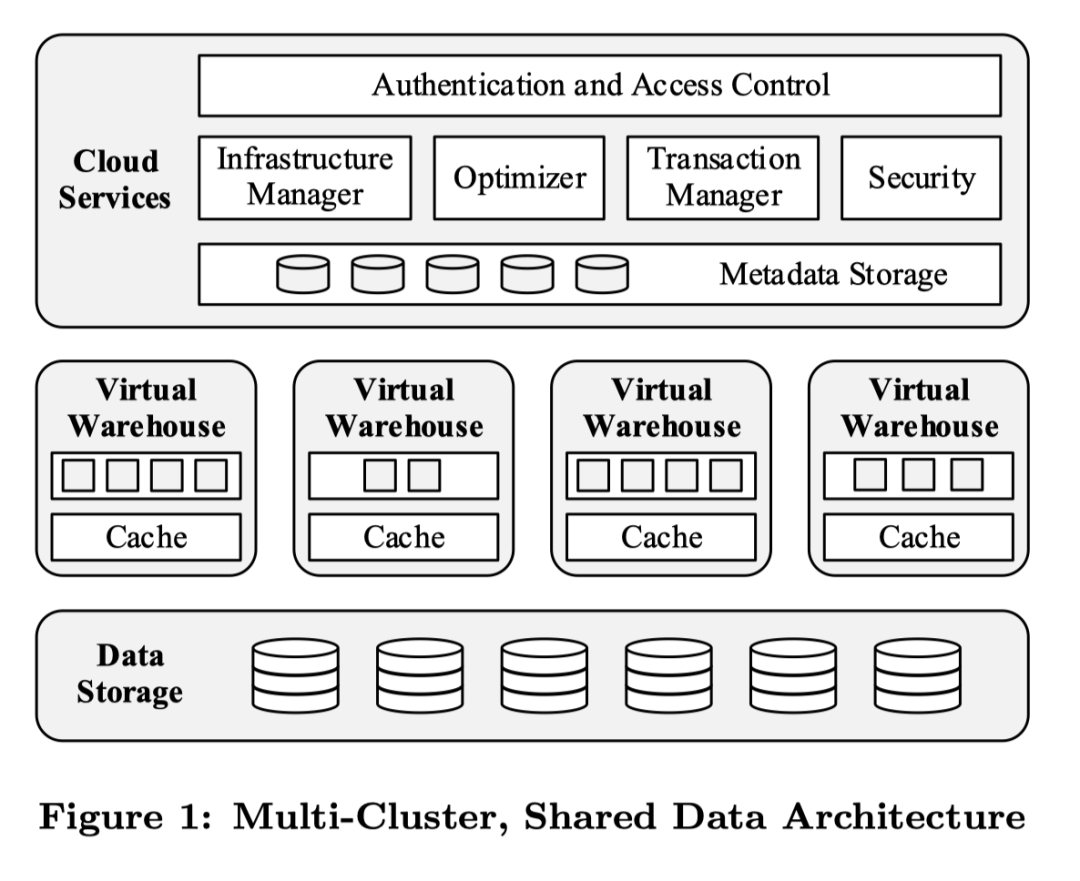 Authentication and Access Control
Cloud
Services
Infrastructure
Manager
Optimizer
Transaction
Manager
Security
Metadata Storage
Virtual
Warehouse
Cache
Virtual
Warehouse
Cache
Virtual
Warehouse
Cache
Virtual
Warehouse
Cache
Data
Storage
Figure 1: Multi-Cluster, Shared Data Architecture